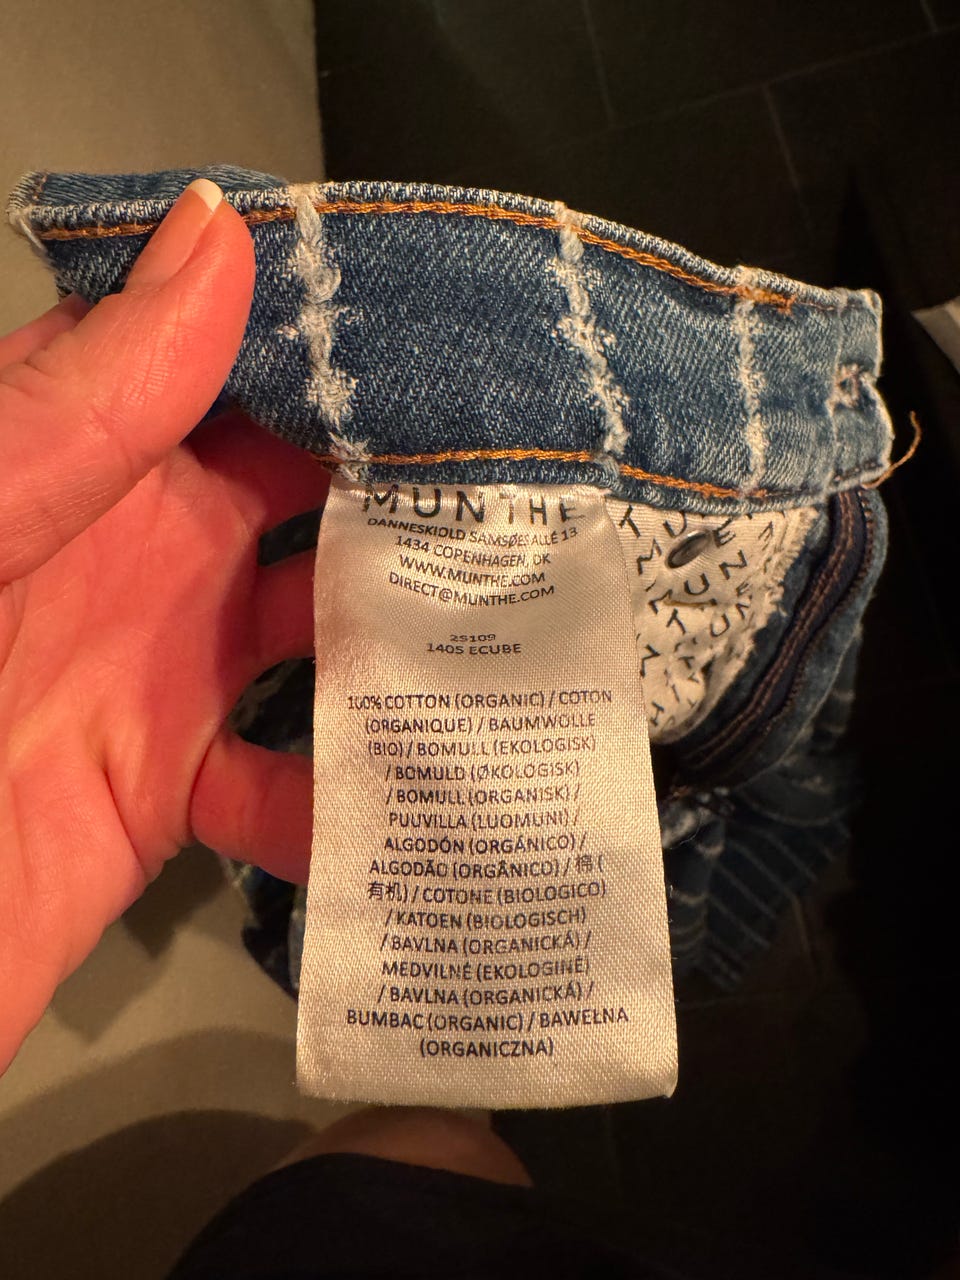 MUNTHE
DANNESKIOLD SAMSØES ALLÉ 13
1434 COPENHAGEN, DK
WWW.MUNTHE.COM
DIRECT@MUNTHE.COM
2S109
1405 ECUBE
100% COTTON (ORGANIC) / COTON
(ORGANIQUE) / BAUMWOLLE
(BIO) / BOMULL (EKOLOGISK)
/ BOMULD (ØKOLOGISK)
/ BOMULL (ORGANISK) /
PUUVILLA (LUOMUNI) /
ALGODÓN (ORGÁNICO) /
ALGODÃO (ORGÂNICO) / 棉 (
有机) / COTONE (BIOLOGICO)
/ KATOEN (BIOLOGISCH)
/ BAVLNA (ORGANICKÁ) /
MEDVILNĖ (EKOLOGINĖ)
/ BAVLNA (ORGANICKÁ) /
BUMBAC (ORGANIC) / BAWEŁNA
(ORGANICZNA)